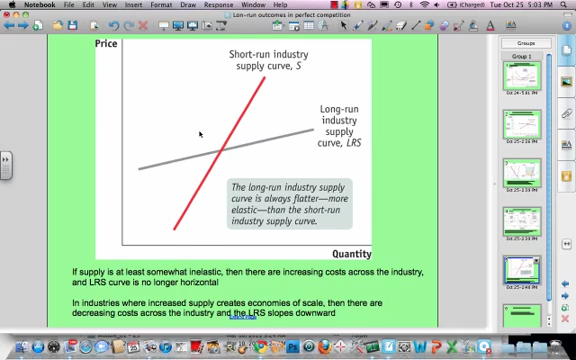 Notebook File Edit View Insert Format Draw Response Window Help (Charged) Tue Oct 25 5:03 PM
Lon-run outcomes in perfect competition
Groups
Group 1
Price
Short-run industry
supply curve, S
Long-run
industry
supply
curve, LRS
The long-run industry supply
curve is always flatter—more
elastic—than the short-run
industry supply curve.
Quantity
If supply is at least somewhat inelastic, then there are increasing costs across the industry,
and LRS curve is no longer horizontal
In industries where increased supply creates economies of scale, then there are
decreasing costs across the industry and the LRS slopes downward